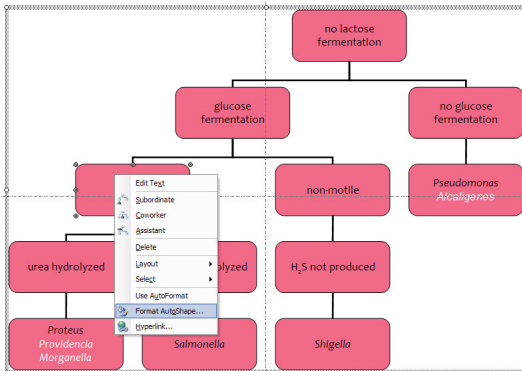 no lactose
fermentation
glucose
fermentation
no glucose
fermentation
non-motile
Pseudomonas
Alcaligenes
Edit Text
Subordinate
Coworker
Assistant
Delete
Layout
Select
Use AutoFormat
Format AutoShape...
Hyperlink...
urea hydrolyzed
H₂S not produced
Proteus
Providencia
Morganella
Salmonella
Shigella